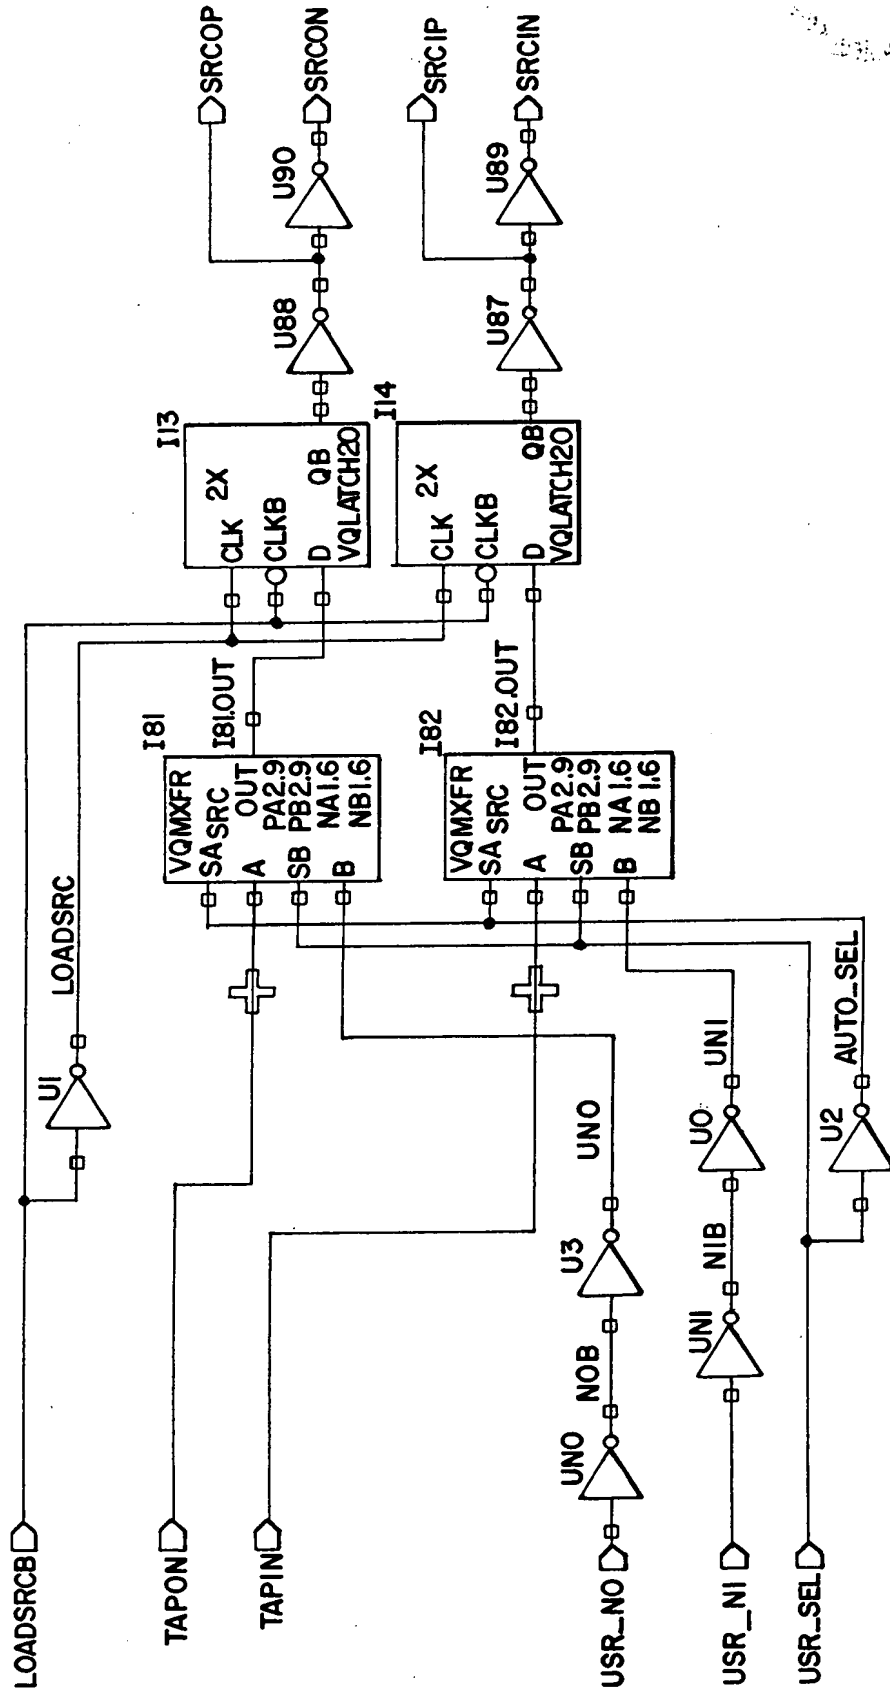 LOADSRCB
TAPON
TAPIN
USR_NO
USR_NI
USR_SEL
UI
LOADSRC
UNO
NOB
U3
UNO
UNI
NIB
UO
UNI
U2
AUTO_SEL
I81
VQMXFR
SA SRC
A OUT
PA2.9
SB PB2.9
NA1.6
B NB1.6
I81.OUT
I82
VQMXFR
SA SRC
A OUT
PA2.9
SB PB2.9
NA1.6
B NB1.6
I82.OUT
I13
CLK 2X
CLKB
D QB
VQLATCH20
I14
CLK 2X
CLKB
D QB
VQLATCH20
U88
U90
U87
U89
SRCOP
SRCON
SRCIP
SRCIN